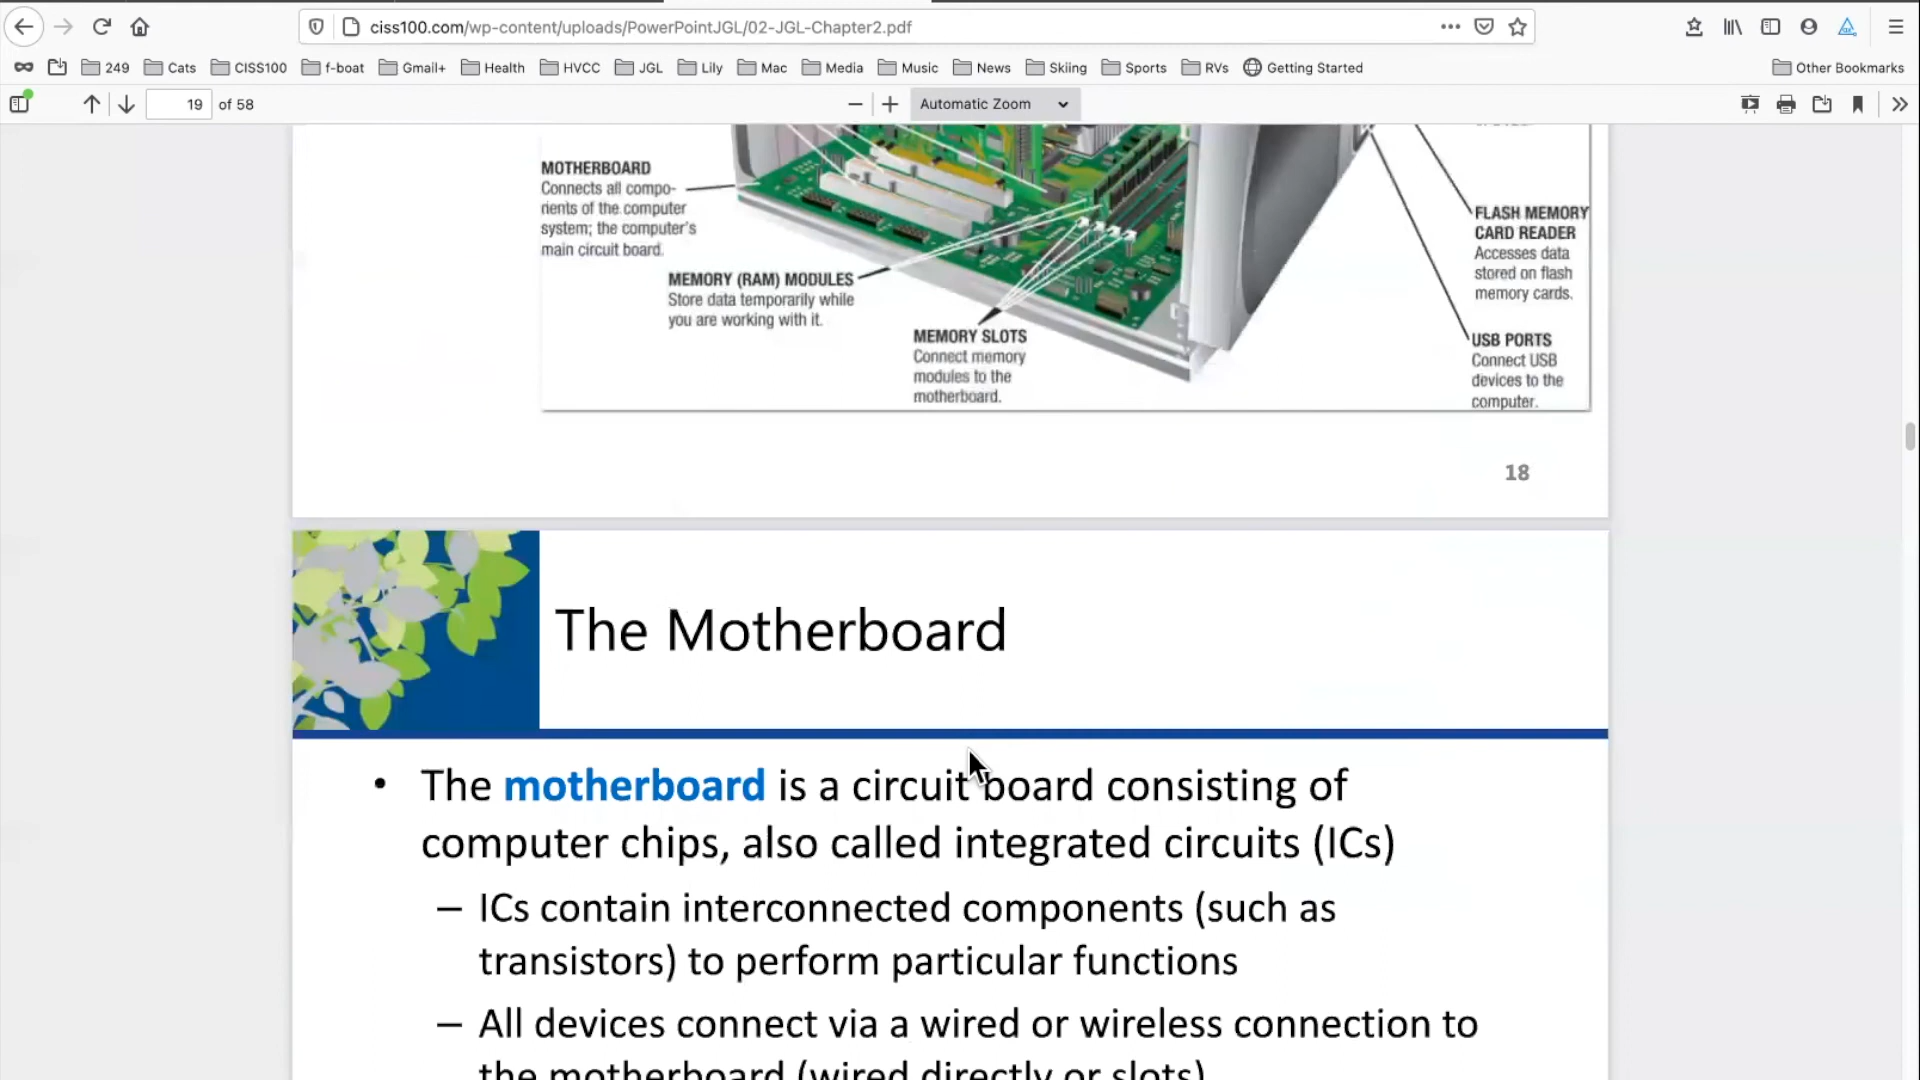 ciss100.com/wp-content/uploads/PowerPointJGL/02-JGL-Chapter2.pdf
249 Cats CISS100 f-boat Gmail+ Health HVCC JGL Lily Mac Media Music News Skiing Sports RVs Getting Started Other Bookmarks
19 of 58 Automatic Zoom
MOTHERBOARD
Connects all compo-
nents of the computer
system; the computer's
main circuit board.
MEMORY (RAM) MODULES
Store data temporarily while
you are working with it.
MEMORY SLOTS
Connect memory
modules to the
motherboard.
FLASH MEMORY
CARD READER
Accesses data
stored on flash
memory cards.
USB PORTS
Connect USB
devices to the
computer.
18
The Motherboard
• The motherboard is a circuit board consisting of
computer chips, also called integrated circuits (ICs)
– ICs contain interconnected components (such as
transistors) to perform particular functions
– All devices connect via a wired or wireless connection to
the motherboard (wired directly or slots)